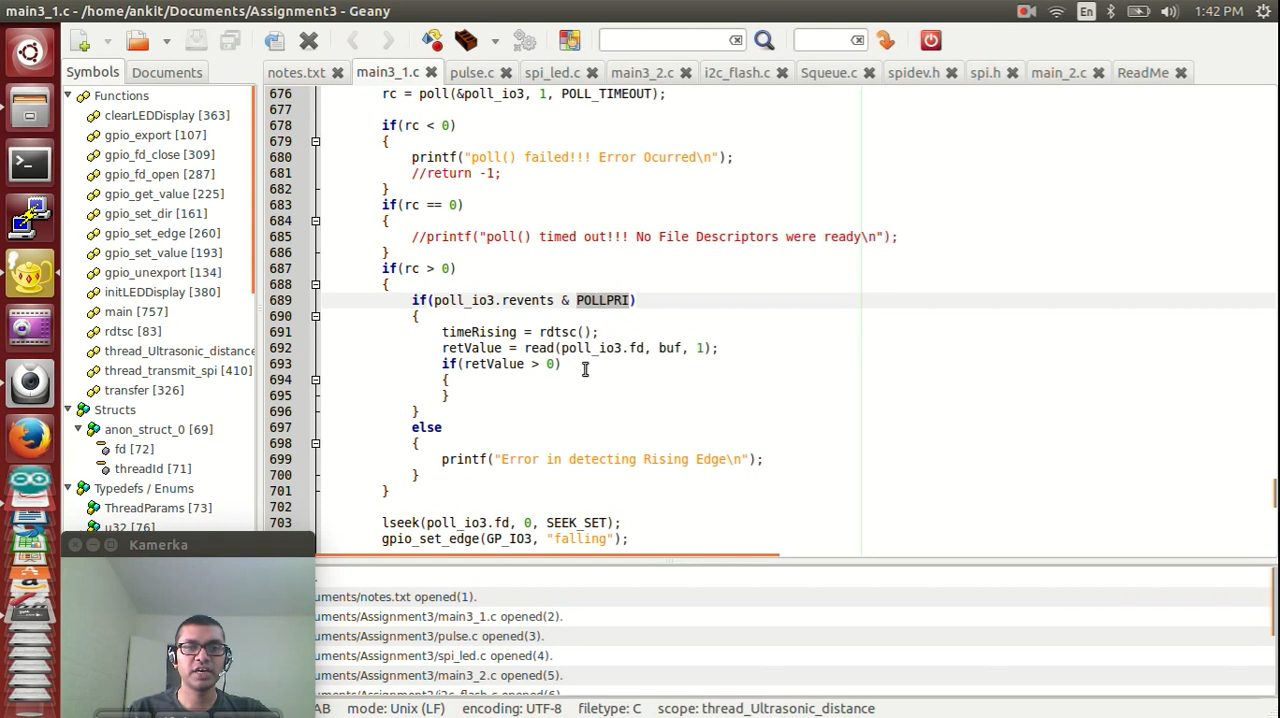 main3_1.c - /home/ankit/Documents/Assignment3 - Geany
En
1:42 PM
Symbols
Documents
notes.txt
main3_1.c
pulse.c
spi_led.c
main3_2.c
i2c_flash.c
Squeue.c
spidev.h
spi.h
main_2.c
ReadMe
Functions
clearLEDDisplay [363]
gpio_export [107]
gpio_fd_close [309]
gpio_fd_open [287]
gpio_get_value [225]
gpio_set_dir [161]
gpio_set_edge [260]
gpio_set_value [193]
gpio_unexport [134]
initLEDDisplay [380]
main [757]
rdtsc [83]
thread_Ultrasonic_distance
thread_transmit_spi [410]
transfer [326]
Structs
anon_struct_0 [69]
fd [72]
threadId [71]
Typedefs / Enums
ThreadParams [73]
u32 [76]
676 rc = poll(&poll_io3, 1, POLL_TIMEOUT);
677
678 if(rc < 0)
679 {
680 printf("poll() failed!!! Error Ocurred\n");
681 //return -1;
682 }
683 if(rc == 0)
684 {
685 //printf("poll() timed out!!! No File Descriptors were ready\n");
686 }
687 if(rc > 0)
688 {
689 if(poll_io3.revents & POLLPRI)
690 {
691 timeRising = rdtsc();
692 retValue = read(poll_io3.fd, buf, 1);
693 if(retValue > 0)
694 {
695 }
696 }
697 else
698 {
699 printf("Error in detecting Rising Edge\n");
700 }
701 }
702
703 lseek(poll_io3.fd, 0, SEEK_SET);
gpio_set_edge(GP_IO3, "falling");
Kamerka
uments/notes.txt opened(1).
uments/Assignment3/main3_1.c opened(2).
uments/Assignment3/pulse.c opened(3).
uments/Assignment3/spi_led.c opened(4).
uments/Assignment3/main3_2.c opened(5).
uments/Assignment3/i2c_flash.c opened(6).
AB mode: Unix (LF) encoding: UTF-8 filetype: C scope: thread_Ultrasonic_distance